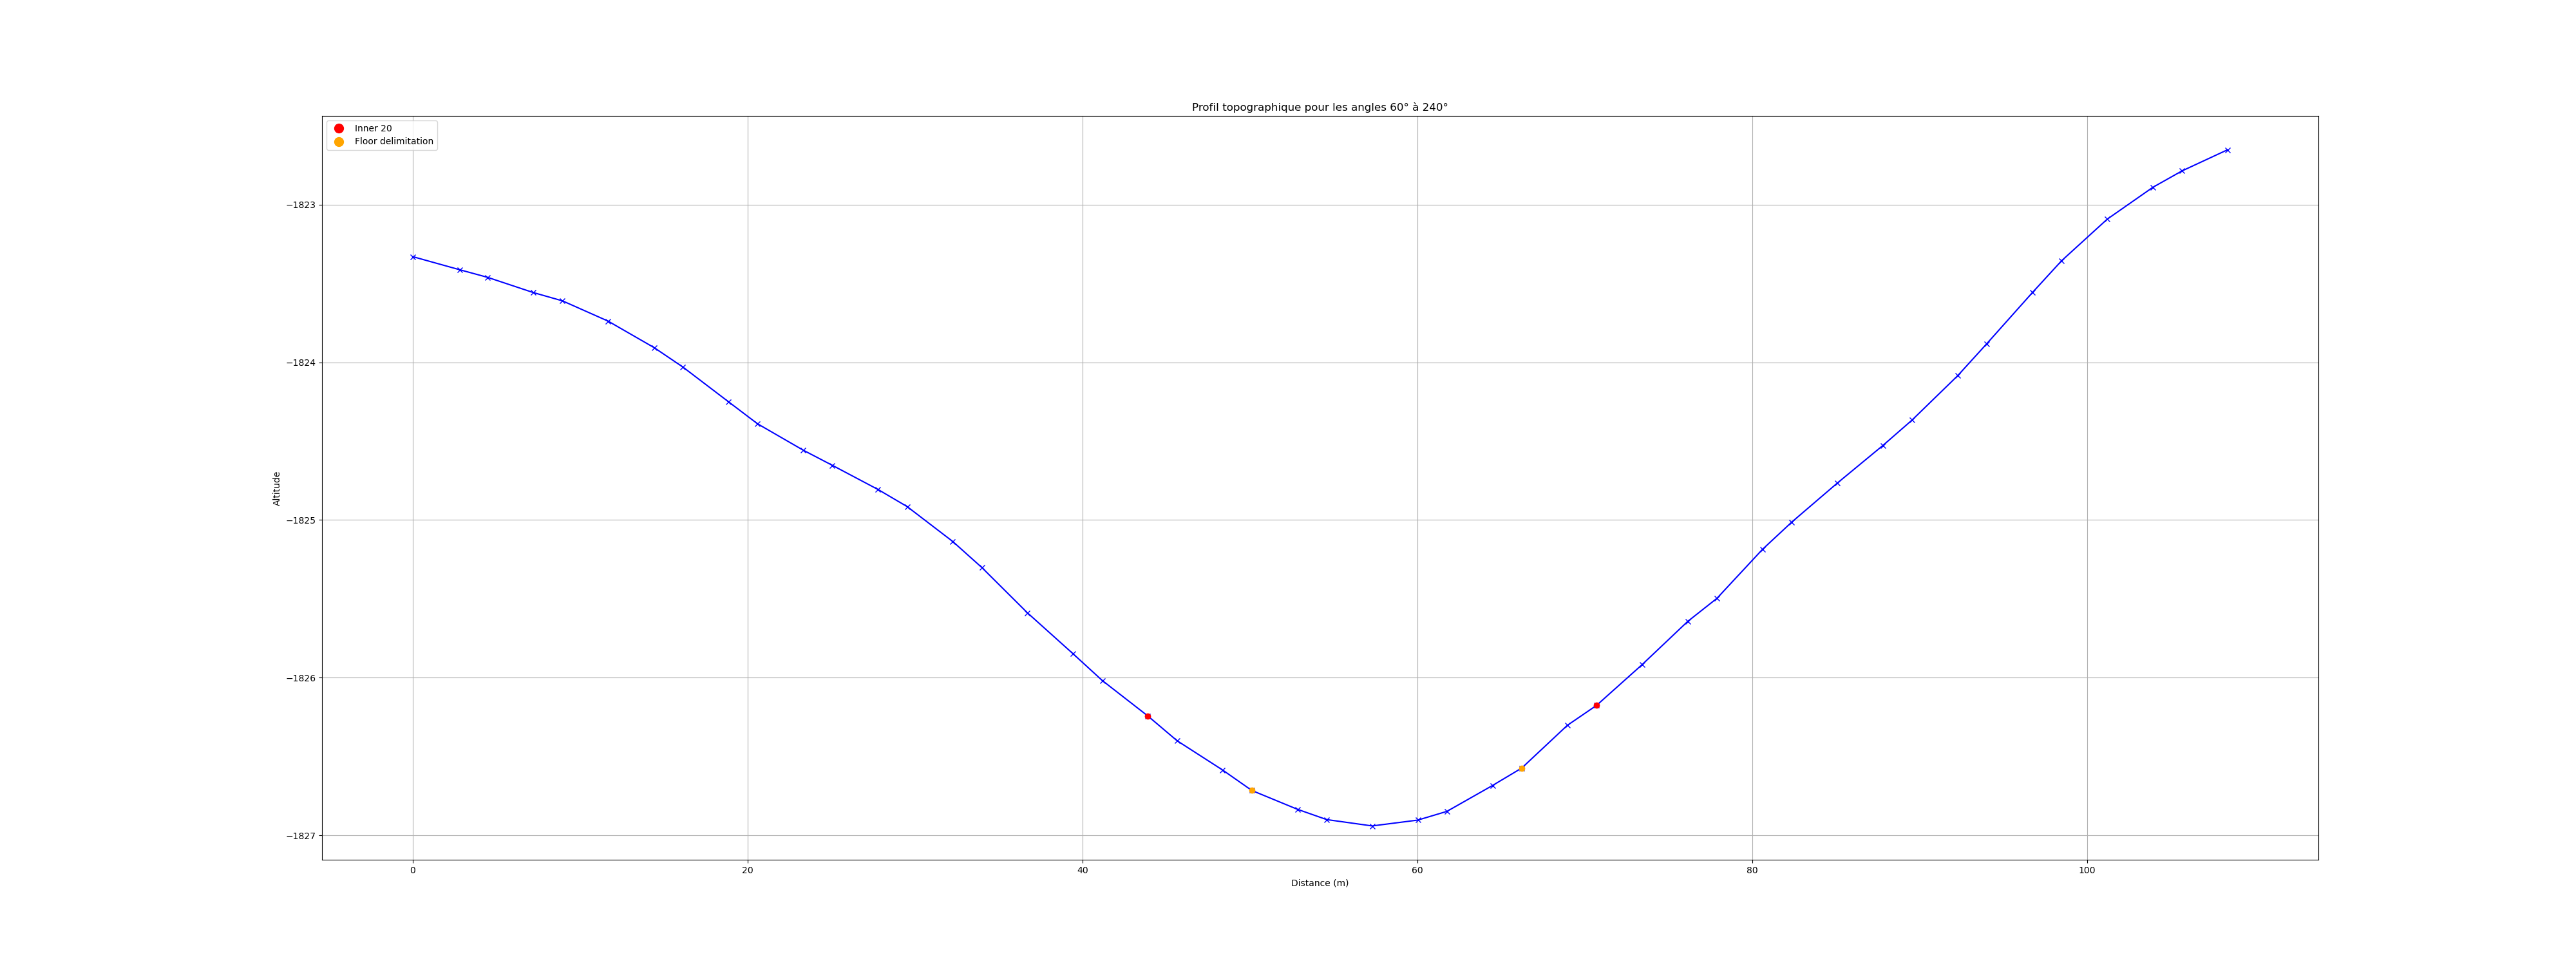 Profil topographique pour les angles 60° à 240°
Inner 20
Floor delimitation
−1823
−1824
−1825
−1826
−1827
Altitude
0 20 40 60 80 100
Distance (m)